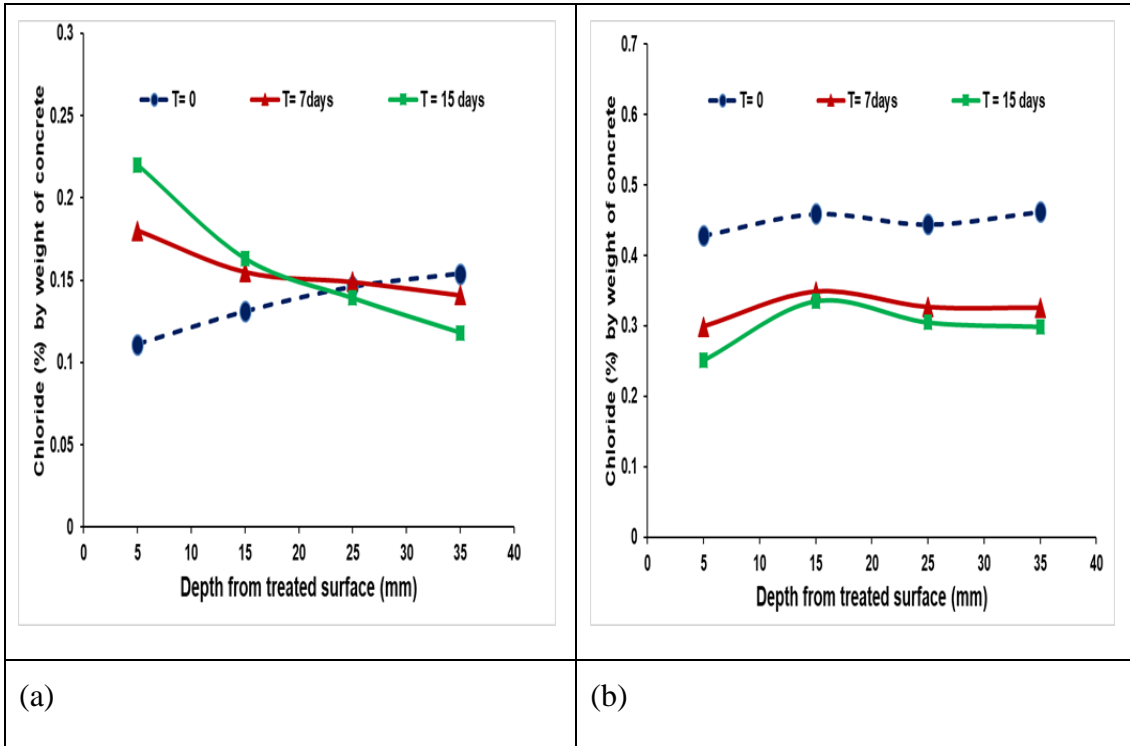 0.3
T= 0
T= 7days
T = 15 days
0.25
0.2
0.15
0.1
0.05
0
Chloride (%) by weight of concrete
0 5 10 15 20 25 30 35 40
Depth from treated surface (mm)
(a)
0.7
T= 0
T= 7days
T = 15 days
0.6
0.5
0.4
0.3
0.2
0.1
0
Chloride (%) by weight of concrete
0 5 10 15 20 25 30 35 40
Depth from treated surface (mm)
(b)